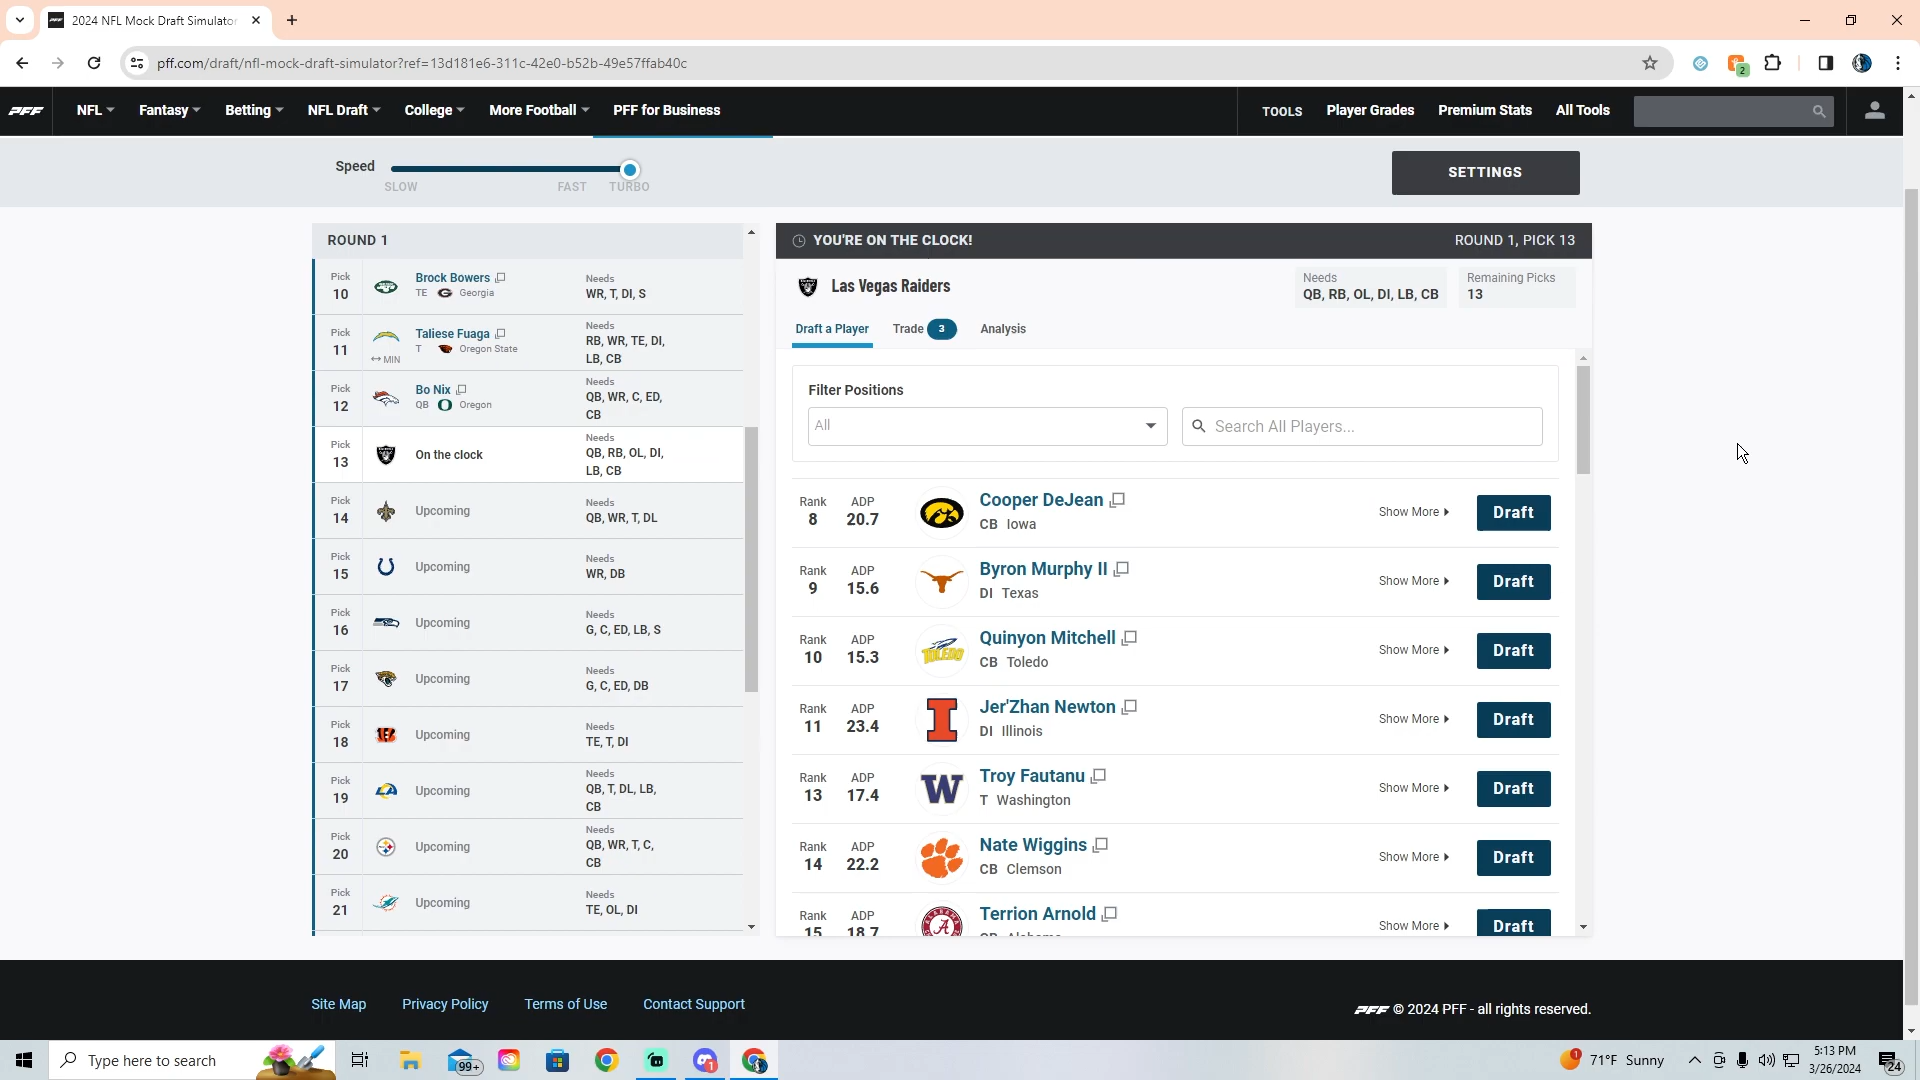 2024 NFL Mock Draft Simulator
pff.com/draft/nfl-mock-draft-simulator?ref=13d181e6-311c-42e0-b52b-49e57ffab40c
2
PFF
NFL
Fantasy
Betting
NFL Draft
College
More Football
PFF for Business
TOOLS
Player Grades
Premium Stats
All Tools
Speed
SLOW
FAST
TURBO
SETTINGS
ROUND 1
Pick
10
Brock Bowers
TE G Georgia
Needs
WR, T, DI, S
Pick
11
MIN
Taliese Fuaga
T Oregon State
Needs
RB, WR, TE, DI,
LB, CB
Pick
12
Bo Nix
QB O Oregon
Needs
QB, WR, C, ED,
CB
Pick
13
On the clock
Needs
QB, RB, OL, DI,
LB, CB
Pick
14
Upcoming
Needs
QB, WR, T, DL
Pick
15
Upcoming
Needs
WR, DB
Pick
16
Upcoming
Needs
G, C, ED, LB, S
Pick
17
Upcoming
Needs
G, C, ED, DB
Pick
18
Upcoming
Needs
TE, T, DI
Pick
19
Upcoming
Needs
QB, T, DL, LB,
CB
Pick
20
Upcoming
Needs
QB, WR, T, C,
CB
Pick
21
Upcoming
Needs
TE, OL, DI
YOU'RE ON THE CLOCK!
ROUND 1, PICK 13
Las Vegas Raiders
Needs
QB, RB, OL, DI, LB, CB
Remaining Picks
13
Draft a Player
Trade 3
Analysis
Filter Positions
All
Search All Players...
Rank
8
ADP
20.7
Cooper DeJean
CB Iowa
Show More
Draft
Rank
9
ADP
15.6
Byron Murphy II
DI Texas
Show More
Draft
Rank
10
ADP
15.3
TOLEDO
Quinyon Mitchell
CB Toledo
Show More
Draft
Rank
11
ADP
23.4
I
Jer'Zhan Newton
DI Illinois
Show More
Draft
Rank
13
ADP
17.4
W
Troy Fautanu
T Washington
Show More
Draft
Rank
14
ADP
22.2
Nate Wiggins
CB Clemson
Show More
Draft
Rank
15
ADP
18.7
A
Terrion Arnold
CB Alabama
Show More
Draft
Site Map
Privacy Policy
Terms of Use
Contact Support
PFF © 2024 PFF - all rights reserved.
Type here to search
99+
1
1
71°F Sunny
5:13 PM
3/26/2024
24